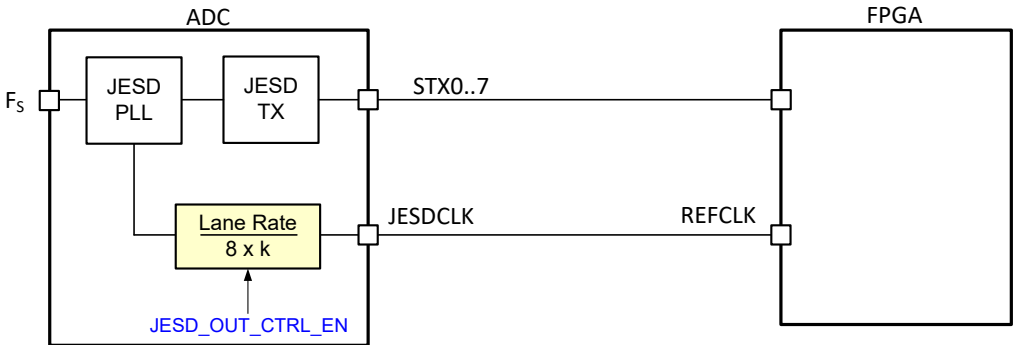 ADC
FPGA
FS
JESD
PLL
JESD
TX
STX0..7
Lane Rate
8 x k
JESDCLK
REFCLK
JESD_OUT_CTRL_EN